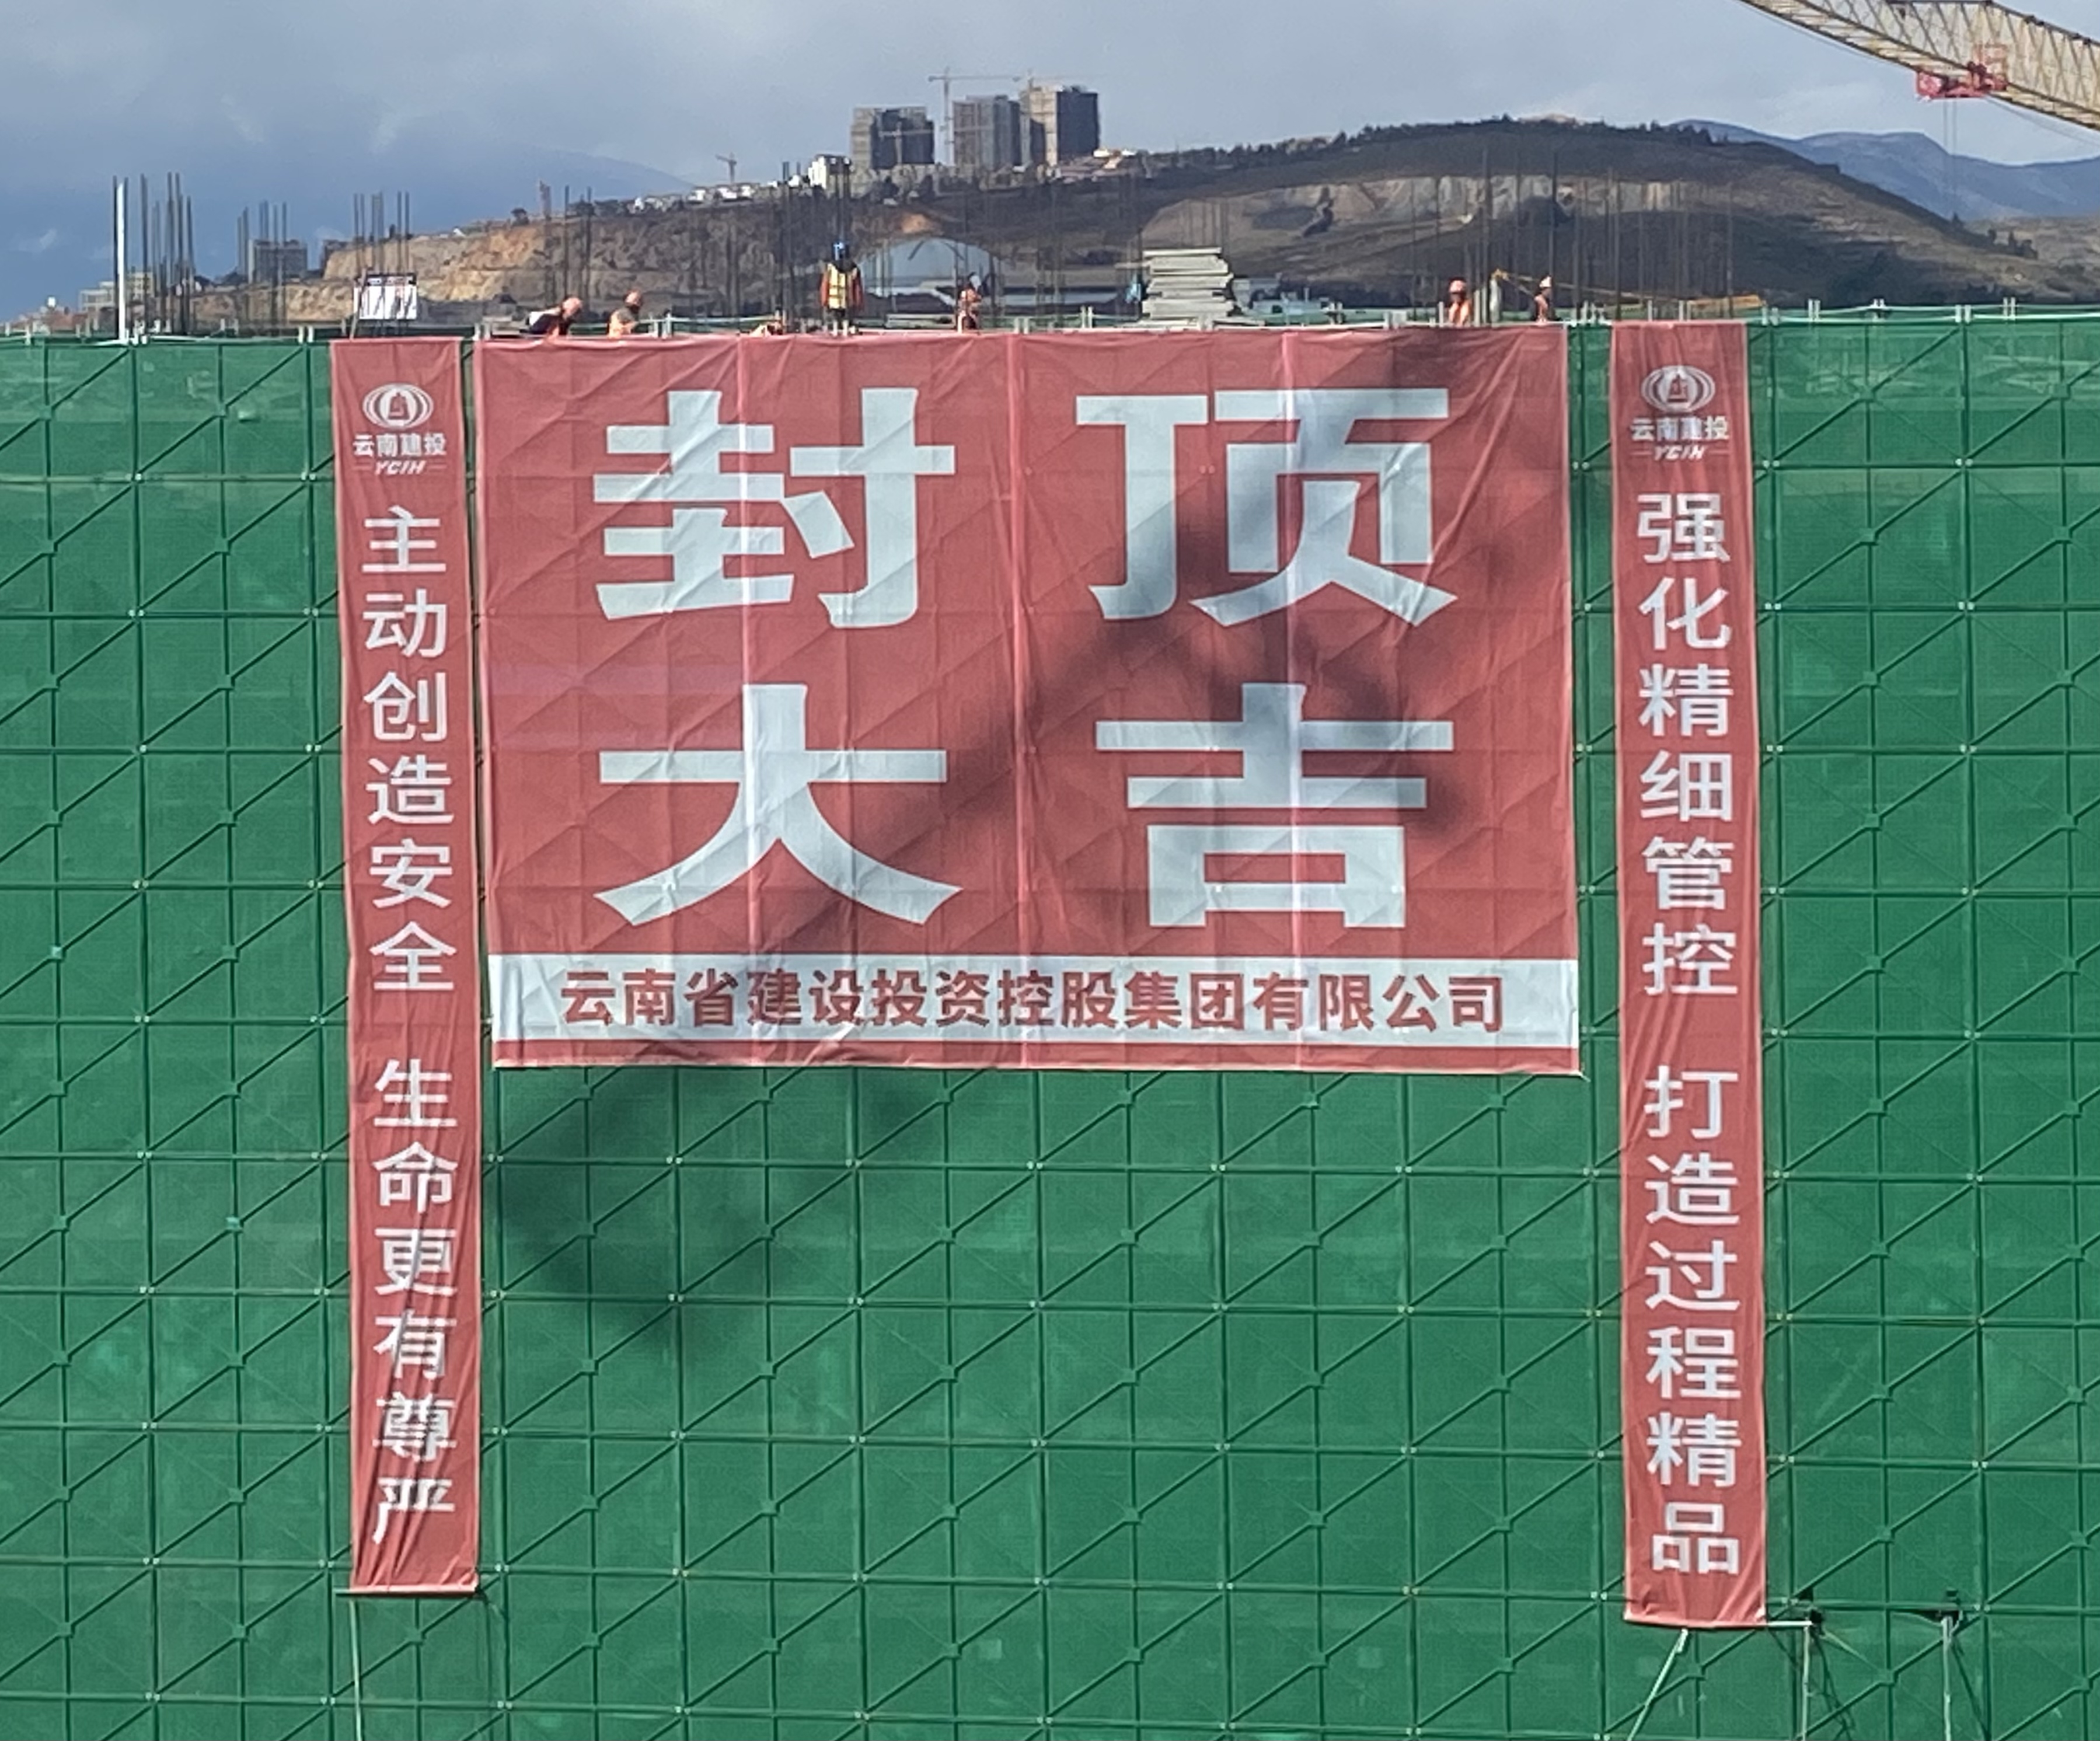 云南建投
YCIH
主动创造安全 生命更有尊严
封顶
大吉
云南省建设投资控股集团有限公司
云南建投
YCIH
强化精细管控 打造过程精品